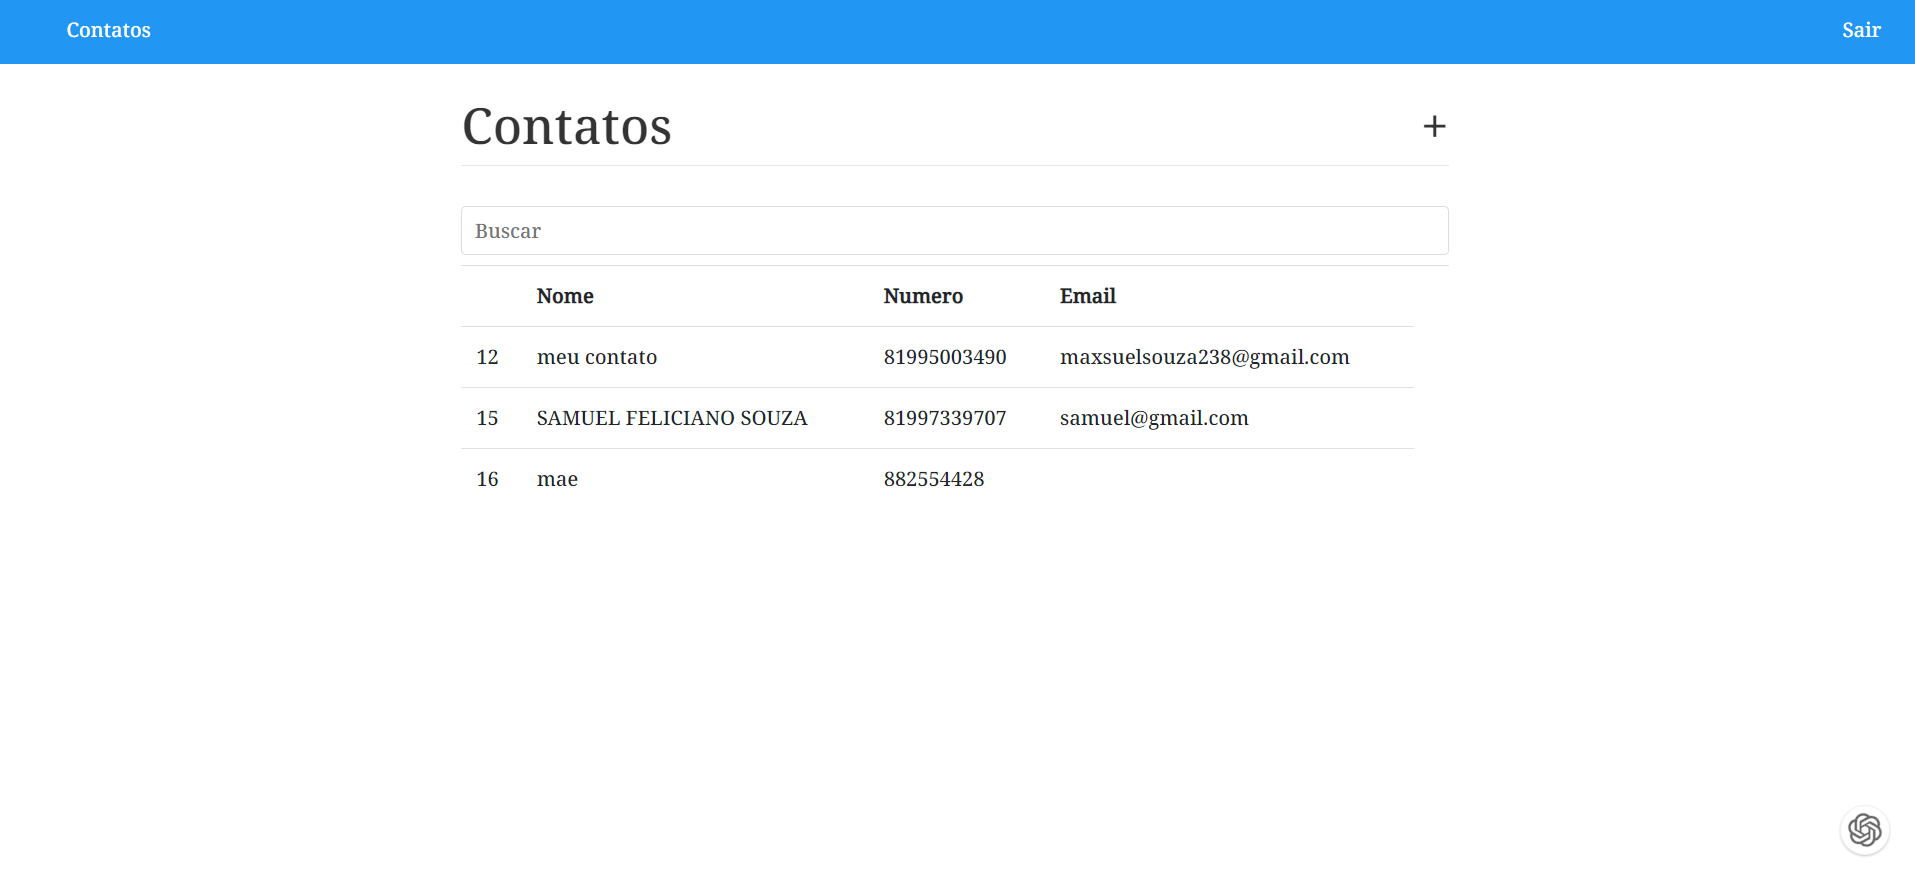 Contatos Sair
Contatos +
Buscar
Nome Numero Email
12 meu contato 81995003490 maxsuelsouza238@gmail.com
15 SAMUEL FELICIANO SOUZA 81997339707 samuel@gmail.com
16 mae 882554428